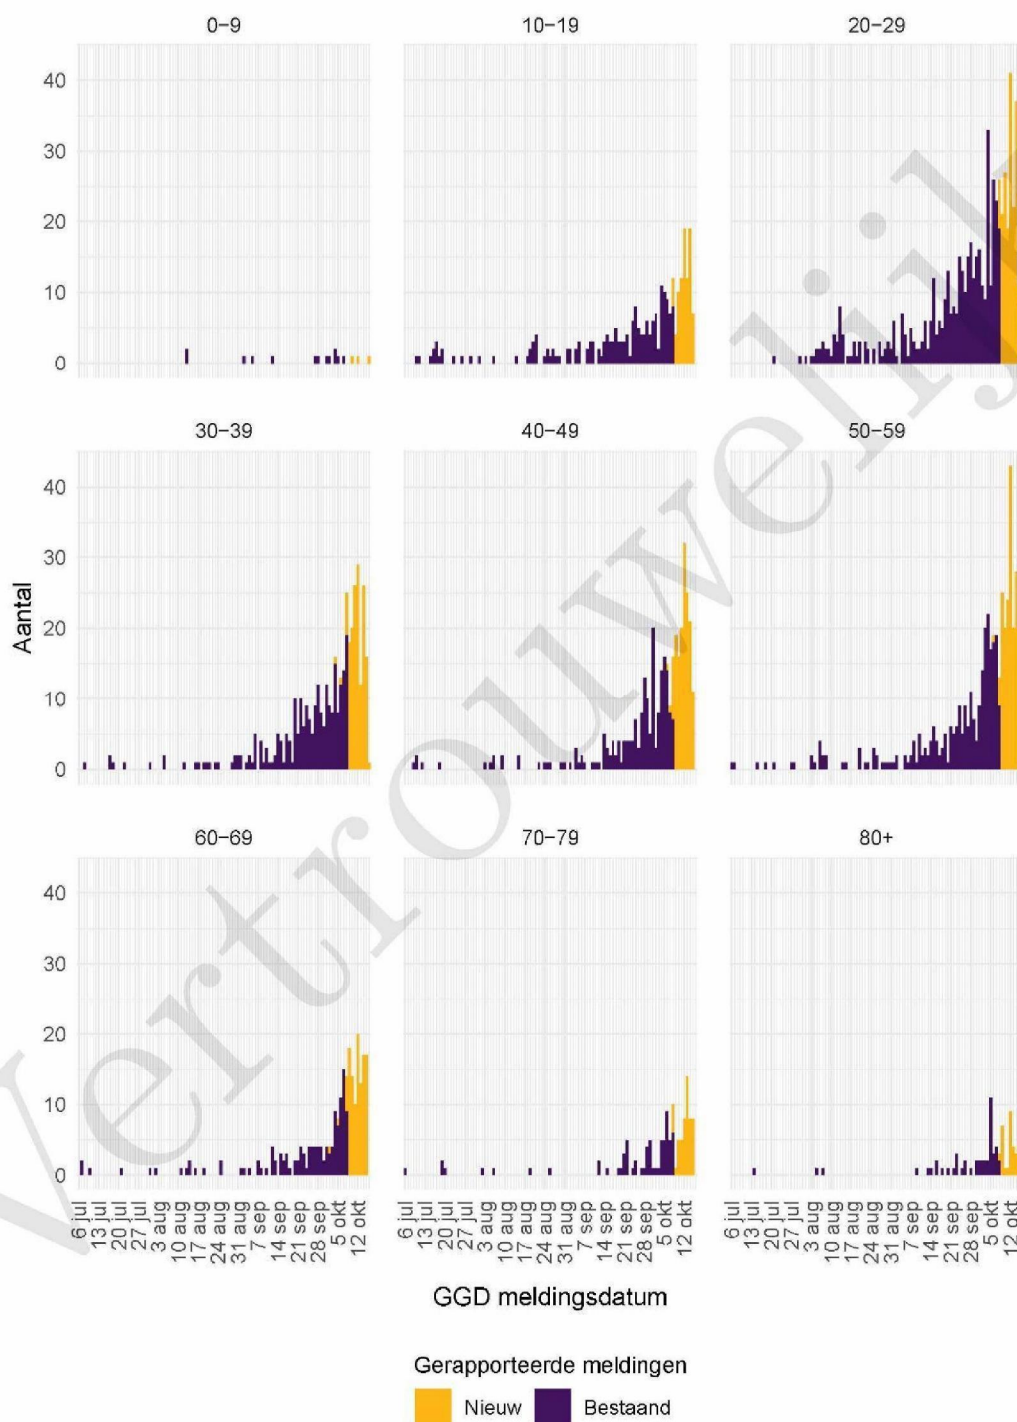 0−9 10−19 20−29
40
30
20
10
0
30−39 40−49 50−59
40
30
20
10
0
Aantal
60−69 70−79 80+
40
30
20
10
0
6 jul 13 jul 20 jul 27 jul 3 aug 10 aug 17 aug 24 aug 31 aug 7 sep 14 sep 21 sep 28 sep 5 okt 12 okt
6 jul 13 jul 20 jul 27 jul 3 aug 10 aug 17 aug 24 aug 31 aug 7 sep 14 sep 21 sep 28 sep 5 okt 12 okt
6 jul 13 jul 20 jul 27 jul 3 aug 10 aug 17 aug 24 aug 31 aug 7 sep 14 sep 21 sep 28 sep 5 okt 12 okt
GGD meldingsdatum
Gerapporteerde meldingen
Nieuw Bestaand
Vertrouwelijk